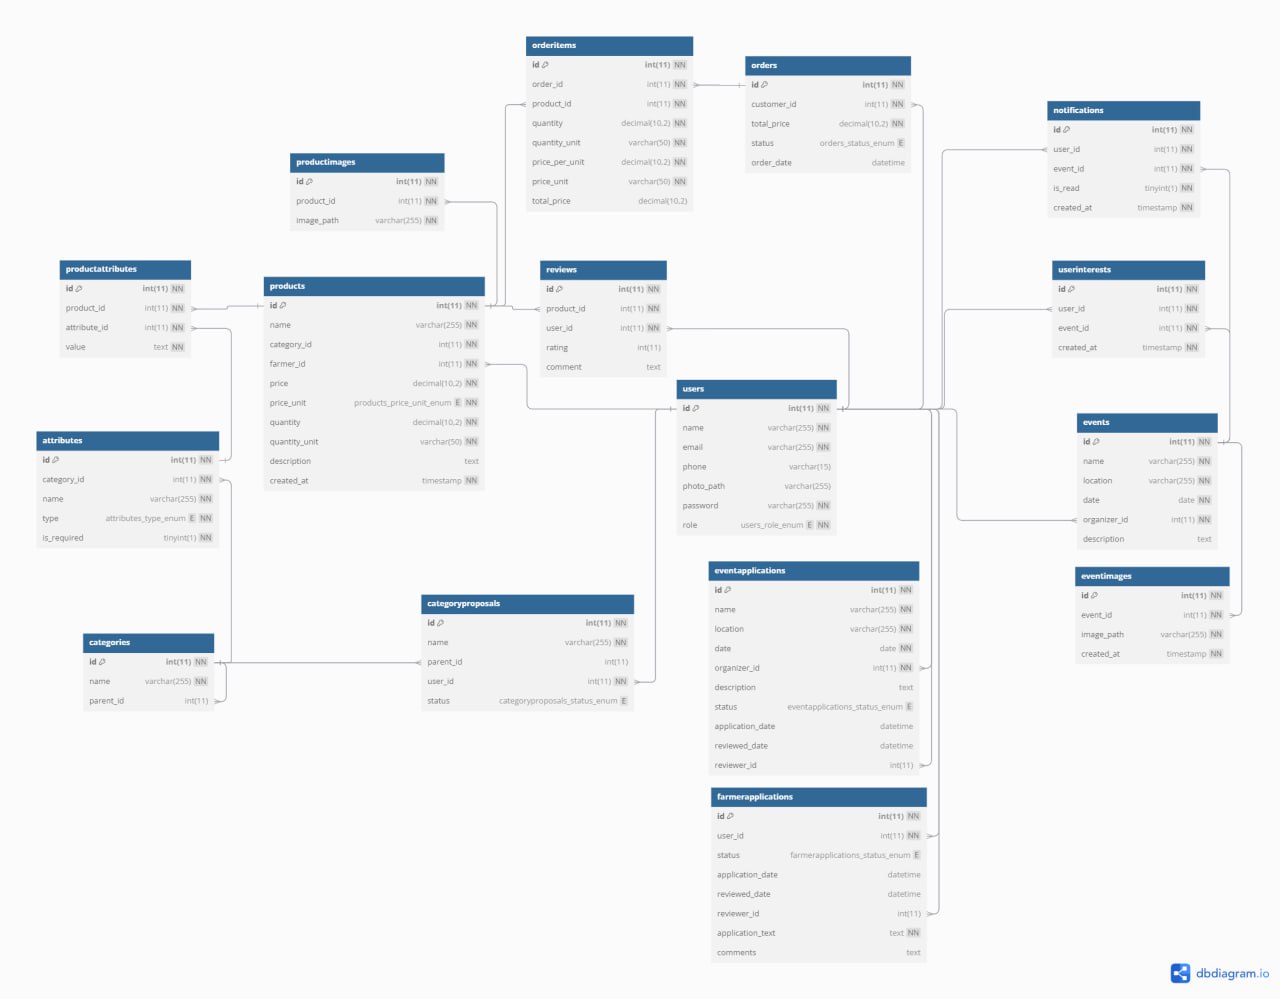 orderitems
id int(11) NN
order_id int(11) NN
product_id int(11) NN
quantity decimal(10,2) NN
quantity_unit varchar(50) NN
price_per_unit decimal(10,2) NN
price_unit varchar(50) NN
total_price decimal(10,2)
orders
id int(11) NN
customer_id int(11) NN
total_price decimal(10,2) NN
status orders_status_enum E
order_date datetime
notifications
id int(11) NN
user_id int(11) NN
event_id int(11) NN
is_read tinyint(1) NN
created_at timestamp NN
productimages
id int(11) NN
product_id int(11) NN
image_path varchar(255) NN
productattributes
id int(11) NN
product_id int(11) NN
attribute_id int(11) NN
value text NN
products
id int(11) NN
name varchar(255) NN
category_id int(11) NN
farmer_id int(11) NN
price decimal(10,2) NN
price_unit products_price_unit_enum E NN
quantity decimal(10,2) NN
quantity_unit varchar(50) NN
description text
created_at timestamp NN
reviews
id int(11) NN
product_id int(11) NN
user_id int(11) NN
rating int(11)
comment text
userinterests
id int(11) NN
user_id int(11) NN
event_id int(11) NN
created_at timestamp NN
users
id int(11) NN
name varchar(255) NN
email varchar(255) NN
phone varchar(15)
photo_path varchar(255)
password varchar(255) NN
role users_role_enum E NN
events
id int(11) NN
name varchar(255) NN
location varchar(255) NN
date date NN
organizer_id int(11) NN
description text
attributes
id int(11) NN
category_id int(11) NN
name varchar(255) NN
type attributes_type_enum E NN
is_required tinyint(1) NN
eventapplications
id int(11) NN
name varchar(255) NN
location varchar(255) NN
date date NN
organizer_id int(11) NN
description text
status eventapplications_status_enum E
application_date datetime
reviewed_date datetime
reviewer_id int(11)
eventimages
id int(11) NN
event_id int(11) NN
image_path varchar(255) NN
created_at timestamp NN
categoryproposals
id int(11) NN
name varchar(255) NN
parent_id int(11)
user_id int(11) NN
status categoryproposals_status_enum E
categories
id int(11) NN
name varchar(255) NN
parent_id int(11)
farmerapplications
id int(11) NN
user_id int(11) NN
status farmerapplications_status_enum E
application_date datetime
reviewed_date datetime
reviewer_id int(11)
application_text text NN
comments text
dbdiagram.io